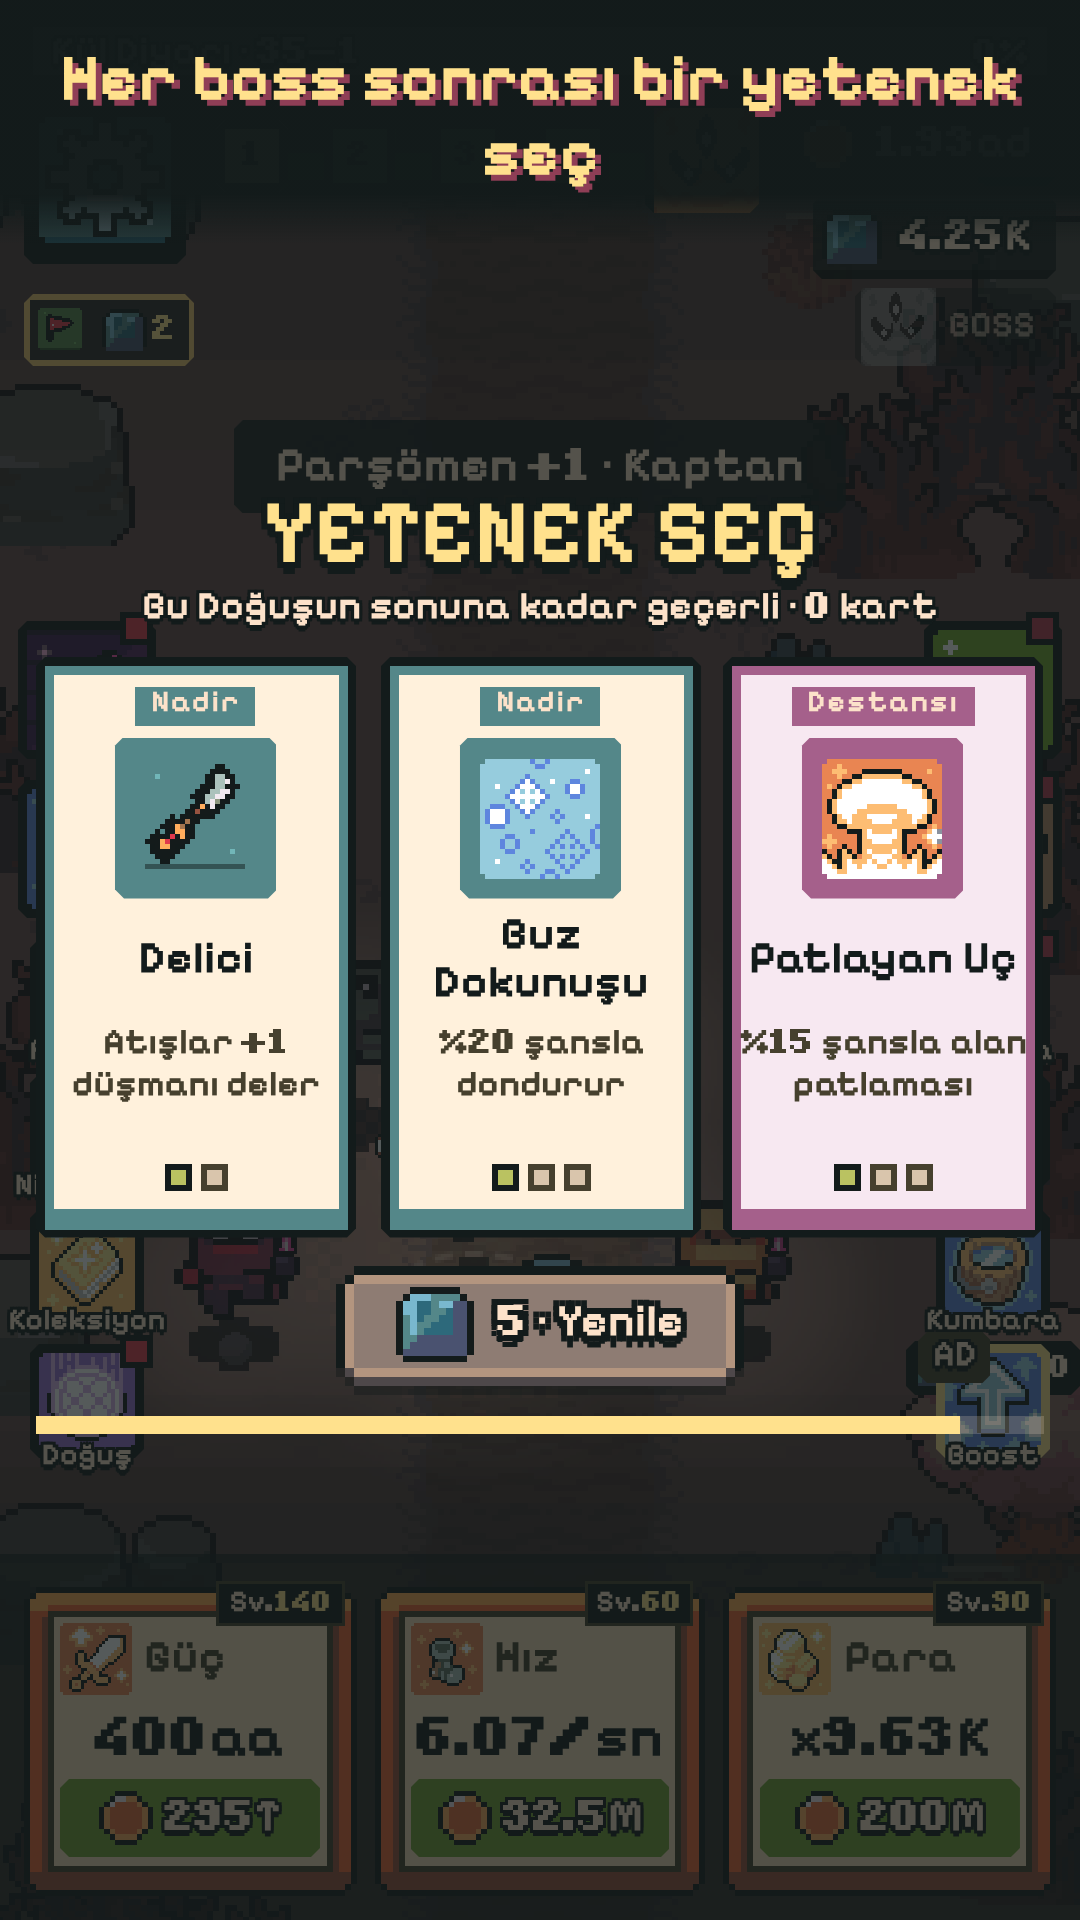 Her boss sonrası bir yetenek
seç
1.93ad
4.25K
2
BOSS
Parşömen +1 · Kaptan
YETENEK SEÇ
Bu Doğuşun sonuna kadar geçerli · 0 kart
Nadir
Nadir
Destansı
Delici
Buz
Dokunuşu
Patlayan Uç
Atışlar +1
düşmanı deler
%20 şansla
dondurur
%15 şansla alan
patlaması
5 · Yenile
Koleksiyon
Kumbara
AD
Doğuş
Boost
Sv.140
Sv.60
Sv.90
Güç
Hız
Para
400aa
6.07/sn
x9.63K
295↑
32.5M
200M